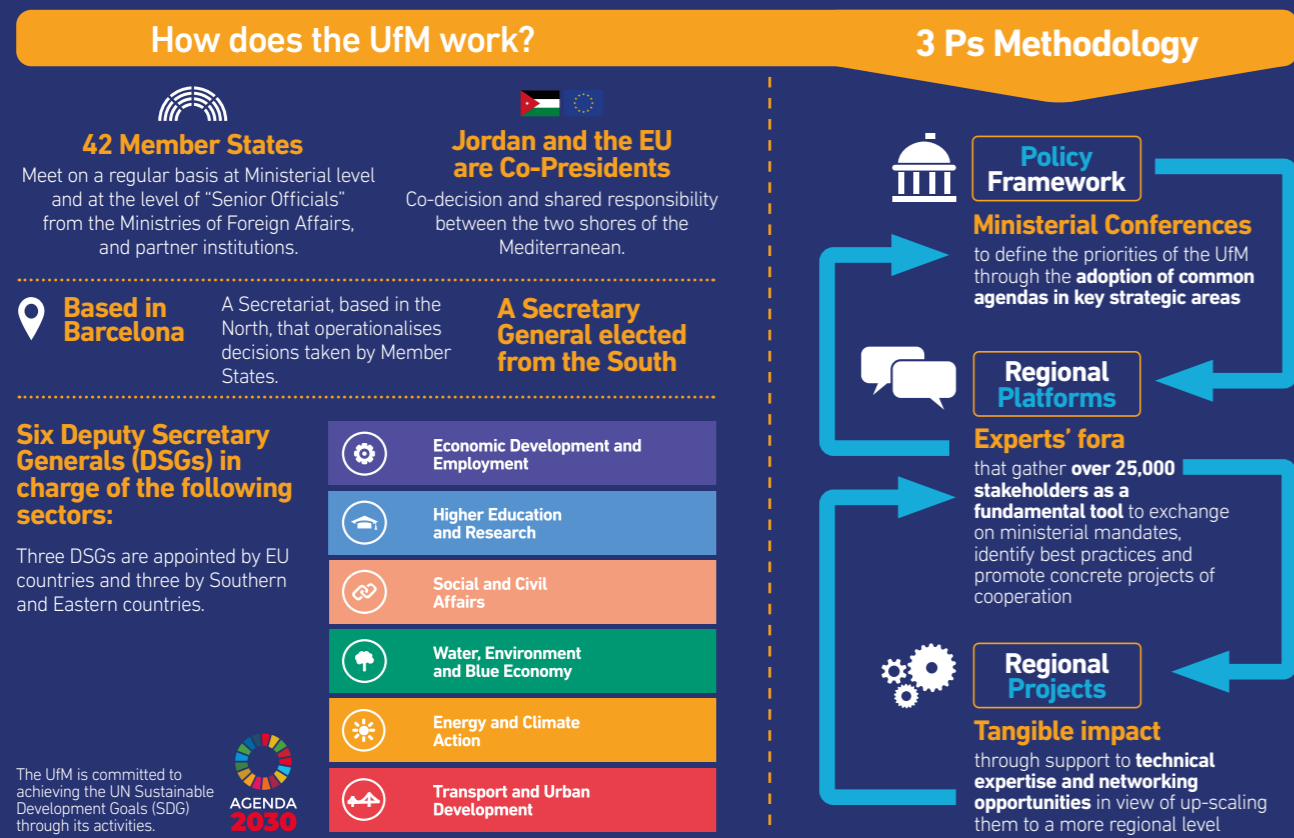 How does the UfM work?
42 Member States
Meet on a regular basis at Ministerial level
and at the level of “Senior Officials”
from the Ministries of Foreign Affairs,
and partner institutions.
Jordan and the EU
are Co-Presidents
Co-decision and shared responsibility
between the two shores of the
Mediterranean.
Based in
Barcelona
A Secretariat, based in the
North, that operationalises
decisions taken by Member
States.
A Secretary
General elected
from the South
Six Deputy Secretary
Generals (DSGs) in
charge of the following
sectors:
Three DSGs are appointed by EU
countries and three by Southern
and Eastern countries.
Economic Development and
Employment
Higher Education
and Research
Social and Civil
Affairs
Water, Environment
and Blue Economy
Energy and Climate
Action
Transport and Urban
Development
The UfM is committed to
achieving the UN Sustainable
Development Goals (SDG)
through its activities.
AGENDA
2030
3 Ps Methodology
Policy
Framework
Ministerial Conferences
to define the priorities of the UfM
through the adoption of common
agendas in key strategic areas
Regional
Platforms
Experts’ fora
that gather over 25,000
stakeholders as a
fundamental tool to exchange
on ministerial mandates,
identify best practices and
promote concrete projects of
cooperation
Regional
Projects
Tangible impact
through support to technical
expertise and networking
opportunities in view of up-scaling
them to a more regional level